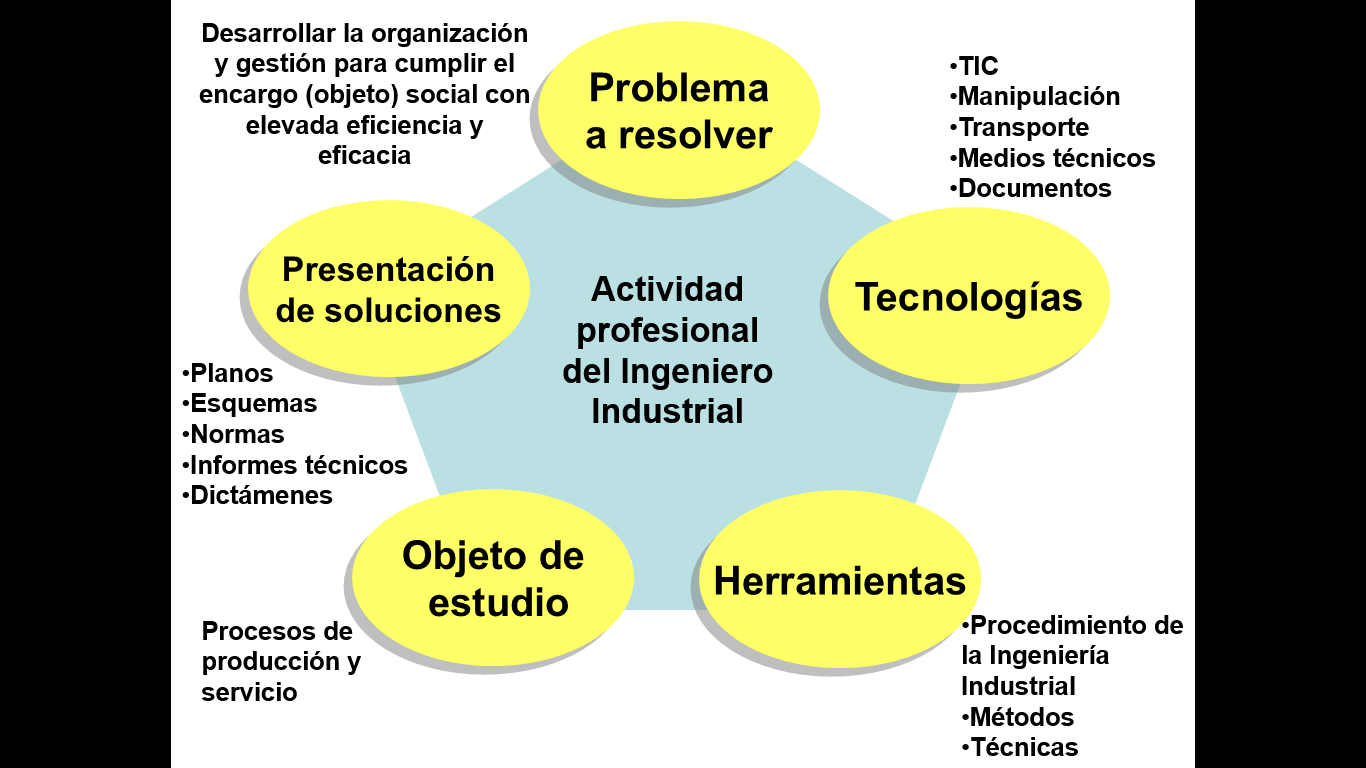 Desarrollar la organización
y gestión para cumplir el
encargo (objeto) social con
elevada eficiencia y
eficacia
Problema
a resolver
•TIC
•Manipulación
•Transporte
•Medios técnicos
•Documentos
Presentación
de soluciones
Actividad
profesional
del Ingeniero
Industrial
Tecnologías
•Planos
•Esquemas
•Normas
•Informes técnicos
•Dictámenes
Objeto de
estudio
Herramientas
Procesos de
producción y
servicio
•Procedimiento de
la Ingeniería
Industrial
•Métodos
•Técnicas